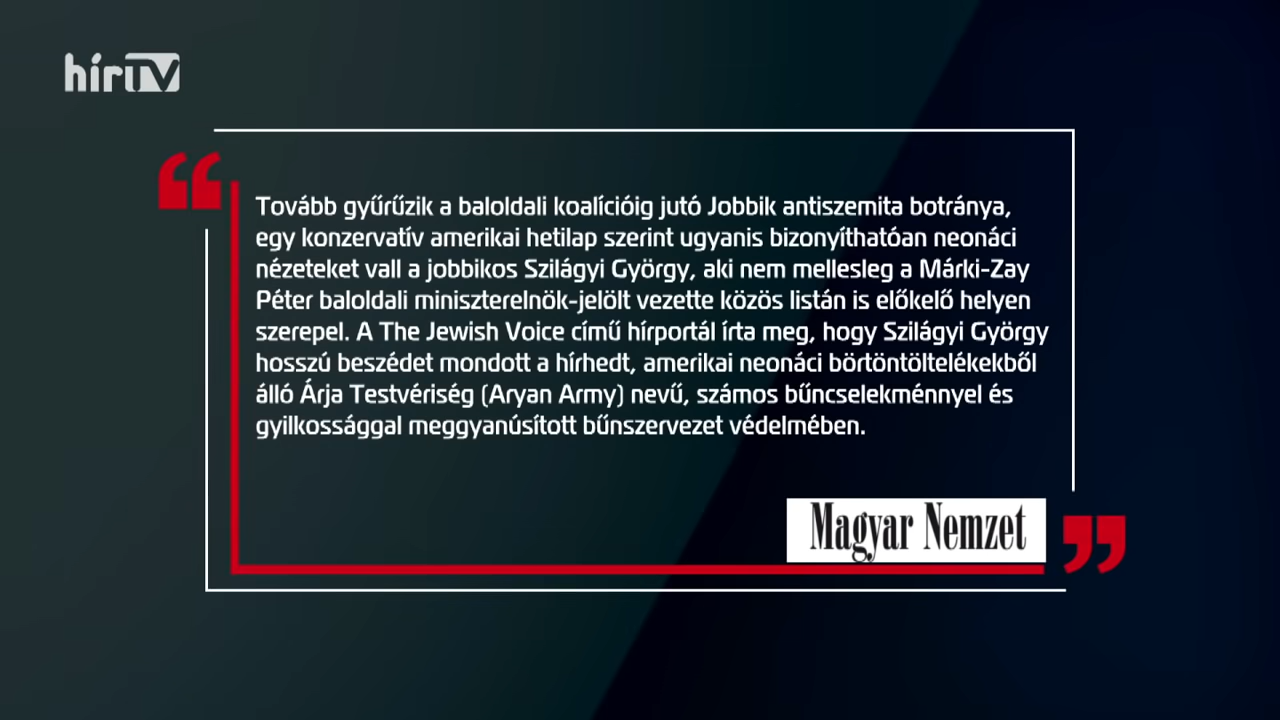 hírTV
Tovább gyűrűzik a baloldali koalícióig jutó Jobbik antiszemita botránya,
egy konzervatív amerikai hetilap szerint ugyanis bizonyíthatóan neonáci
nézeteket vall a jobbikos Szilágyi György, aki nem mellesleg a Márki-Zay
Péter baloldali miniszterelnök-jelölt vezette közös listán is előkelő helyen
szerepel. A The Jewish Voice című hírportál írta meg, hogy Szilágyi György
hosszú beszédet mondott a hírhedt, amerikai neonáci börtöntöltelékekből
álló Árja Testvériség (Aryan Army) nevű, számos bűncselekménnyel és
gyilkossággal meggyanúsított bűnszervezet védelmében.
Magyar Nemzet